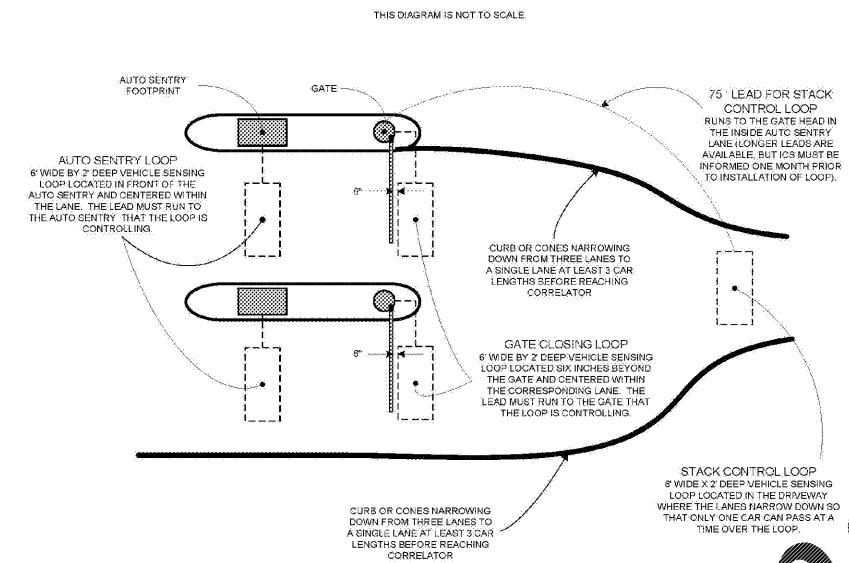 THIS DIAGRAM IS NOT TO SCALE.
AUTO SENTRY
FOOTPRINT
GATE
75 ' LEAD FOR STACK
CONTROL LOOP
RUNS TO THE GATE HEAD IN
THE INSIDE AUTO SENTRY
LANE (LONGER LEADS ARE
AVAILABLE, BUT ICS MUST BE
INFORMED ONE MONTH PRIOR
TO INSTALLATION OF LOOP).
AUTO SENTRY LOOP
6' WIDE BY 2' DEEP VEHICLE SENSING
LOOP LOCATED IN FRONT OF THE
AUTO SENTRY AND CENTERED WITHIN
THE LANE. THE LEAD MUST RUN TO
THE AUTO SENTRY THAT THE LOOP IS
CONTROLLING.
6"
CURB OR CONES NARROWING
DOWN FROM THREE LANES TO
A SINGLE LANE AT LEAST 3 CAR
LENGTHS BEFORE REACHING
CORRELATOR
6"
GATE CLOSING LOOP
6' WIDE BY 2' DEEP VEHICLE SENSING
LOOP LOCATED SIX INCHES BEYOND
THE GATE AND CENTERED WITHIN
THE CORRESPONDING LANE. THE
LEAD MUST RUN TO THE GATE THAT
THE LOOP IS CONTROLLING.
STACK CONTROL LOOP
6' WIDE X 2' DEEP VEHICLE SENSING
LOOP LOCATED IN THE DRIVEWAY
WHERE THE LANES NARROW DOWN SO
THAT ONLY ONE CAR CAN PASS AT A
TIME OVER THE LOOP.
CURB OR CONES NARROWING
DOWN FROM THREE LANES TO
A SINGLE LANE AT LEAST 3 CAR
LENGTHS BEFORE REACHING
CORRELATOR